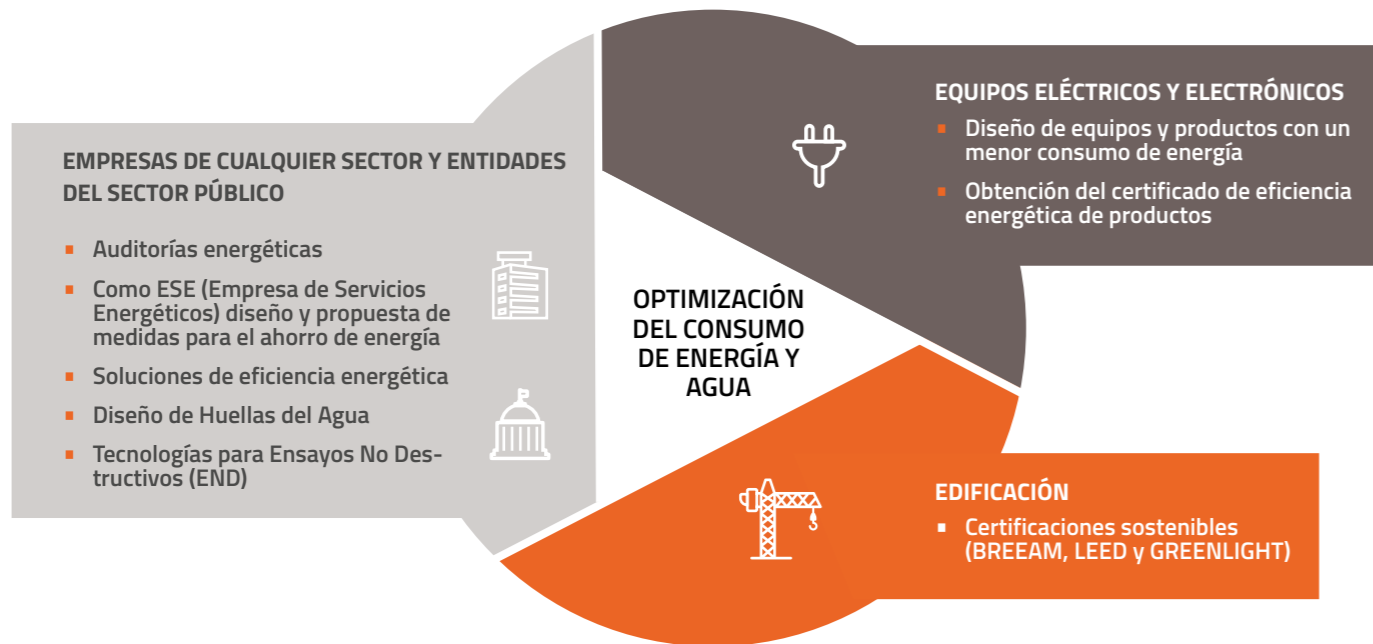 EMPRESAS DE CUALQUIER SECTOR Y ENTIDADES
DEL SECTOR PÚBLICO
▪ Auditorías energéticas
▪ Como ESE (Empresa de Servicios
Energéticos) diseño y propuesta de
medidas para el ahorro de energía
▪ Soluciones de eficiencia energética
▪ Diseño de Huellas del Agua
▪ Tecnologías para Ensayos No Des-
tructivos (END)
OPTIMIZACIÓN
DEL CONSUMO
DE ENERGÍA Y
AGUA
EQUIPOS ELÉCTRICOS Y ELECTRÓNICOS
▪ Diseño de equipos y productos con un
menor consumo de energía
▪ Obtención del certificado de eficiencia
energética de productos
EDIFICACIÓN
▪ Certificaciones sostenibles
(BREEAM, LEED y GREENLIGHT)